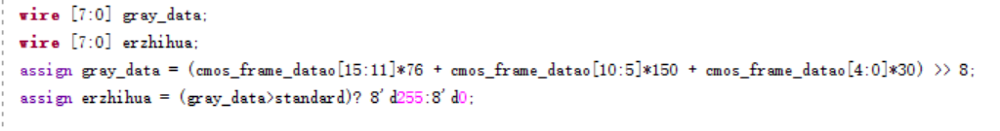 wire [7:0] gray_data;
wire [7:0] erzhihua;
assign gray_data = (cmos_frame_datao[15:11]*76 + cmos_frame_datao[10:5]*150 + cmos_frame_datao[4:0]*30) >> 8;
assign erzhihua = (gray_data>standard)? 8'd255:8'd0;